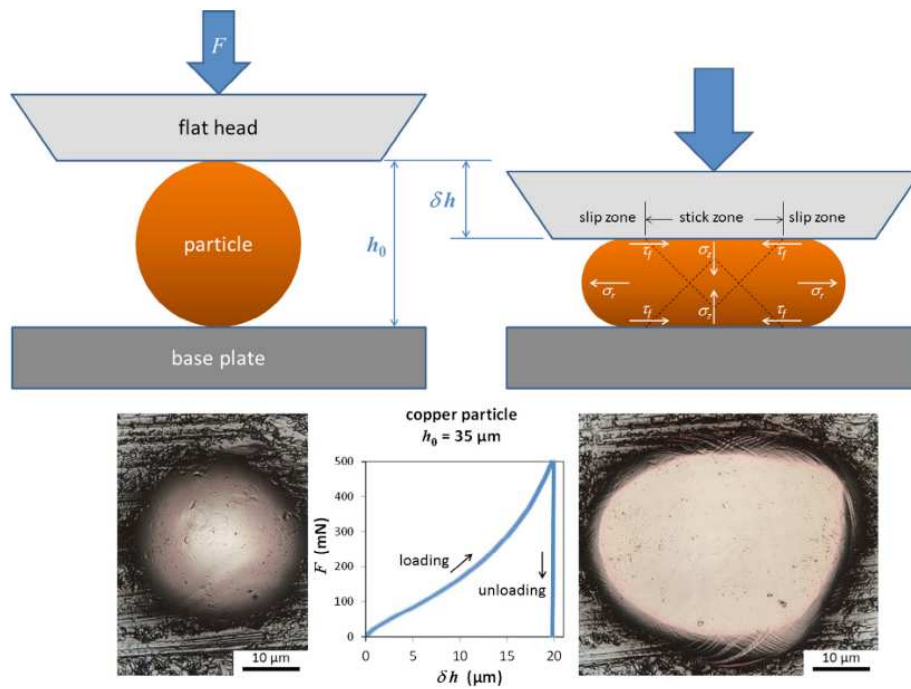 F
flat head
particle
base plate
h₀
δh
slip zone
stick zone
slip zone
τf
σz
τf
σr
σr
τf
σz
τf
copper particle
h₀ = 35 µm
500
400
300
200
100
0
F (mN)
loading
unloading
0
5
10
15
20
δh (µm)
10 µm
10 µm